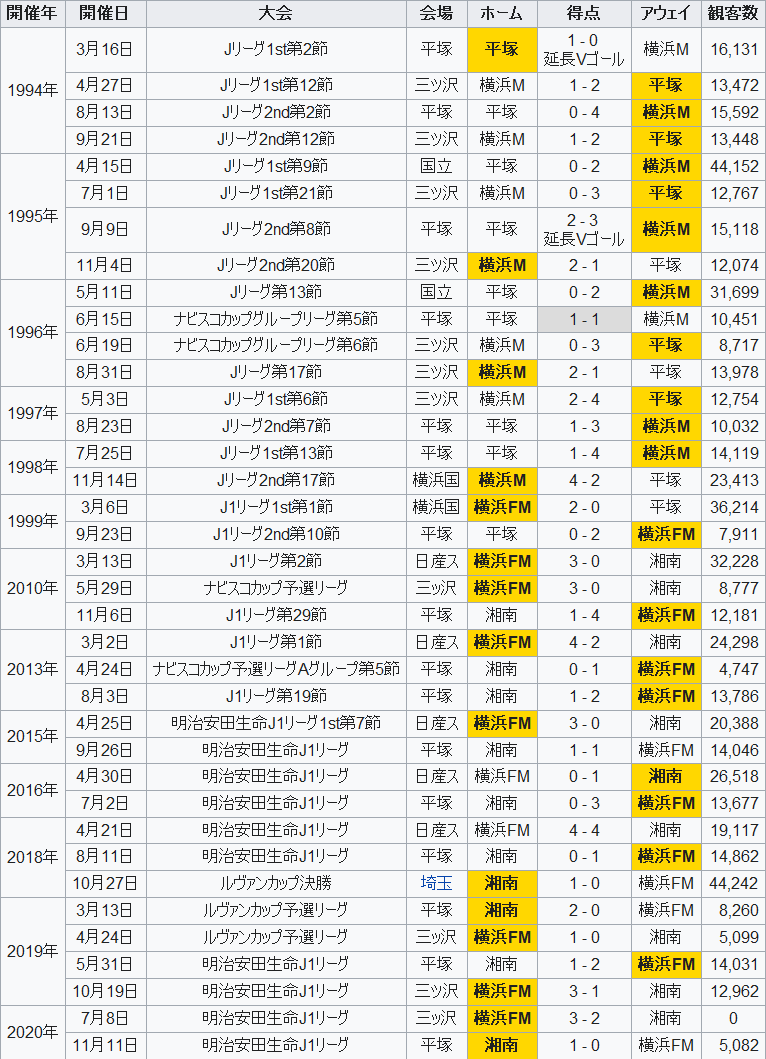 開催年 開催日 大会 会場 ホーム 得点 アウェイ 観客数
1994年 3月16日 Jリーグ1st第2節 平塚 平塚 1 - 0 延長Vゴール 横浜M 16,131
4月27日 Jリーグ1st第12節 三ツ沢 横浜M 1 - 2 平塚 13,472
8月13日 Jリーグ2nd第2節 平塚 平塚 0 - 4 横浜M 15,592
9月21日 Jリーグ2nd第12節 三ツ沢 横浜M 1 - 2 平塚 13,448
1995年 4月15日 Jリーグ1st第9節 国立 平塚 0 - 2 横浜M 44,152
7月1日 Jリーグ1st第21節 三ツ沢 横浜M 0 - 3 平塚 12,767
9月9日 Jリーグ2nd第8節 平塚 平塚 2 - 3 延長Vゴール 横浜M 15,118
11月4日 Jリーグ2nd第20節 三ツ沢 横浜M 2 - 1 平塚 12,074
1996年 5月11日 Jリーグ第13節 国立 平塚 0 - 2 横浜M 31,699
6月15日 ナビスコカップグループリーグ第5節 平塚 平塚 1 - 1 横浜M 10,451
6月19日 ナビスコカップグループリーグ第6節 三ツ沢 横浜M 0 - 3 平塚 8,717
8月31日 Jリーグ第17節 三ツ沢 横浜M 2 - 1 平塚 13,978
1997年 5月3日 Jリーグ1st第6節 三ツ沢 横浜M 2 - 4 平塚 12,754
8月23日 Jリーグ2nd第7節 平塚 平塚 1 - 3 横浜M 10,032
1998年 7月25日 Jリーグ1st第13節 平塚 平塚 1 - 4 横浜M 14,119
11月14日 Jリーグ2nd第17節 横浜国 横浜M 4 - 2 平塚 23,413
1999年 3月6日 J1リーグ1st第1節 横浜国 横浜FM 2 - 0 平塚 36,214
9月23日 J1リーグ2nd第10節 平塚 平塚 0 - 2 横浜FM 7,911
2010年 3月13日 J1リーグ第2節 日産ス 横浜FM 3 - 0 湘南 32,228
5月29日 ナビスコカップ予選リーグ 三ッ沢 横浜FM 3 - 0 湘南 8,777
11月6日 J1リーグ第29節 平塚 湘南 1 - 4 横浜FM 12,181
2013年 3月2日 J1リーグ第1節 日産ス 横浜FM 4 - 2 湘南 24,298
4月24日 ナビスコカップ予選リーグAグループ第5節 平塚 湘南 0 - 1 横浜FM 4,747
8月3日 J1リーグ第19節 平塚 湘南 1 - 2 横浜FM 13,786
2015年 4月25日 明治安田生命J1リーグ1st第7節 日産ス 横浜FM 3 - 0 湘南 20,388
9月26日 明治安田生命J1リーグ 平塚 湘南 1 - 1 横浜FM 14,046
2016年 4月30日 明治安田生命J1リーグ 日産ス 横浜FM 0 - 1 湘南 26,518
7月2日 明治安田生命J1リーグ 平塚 湘南 0 - 3 横浜FM 13,677
2018年 4月21日 明治安田生命J1リーグ 日産ス 横浜FM 4 - 4 湘南 19,117
8月11日 明治安田生命J1リーグ 平塚 湘南 0 - 1 横浜FM 14,862
10月27日 ルヴァンカップ決勝 埼玉 湘南 1 - 0 横浜FM 44,242
2019年 3月13日 ルヴァンカップ予選リーグ 平塚 湘南 2 - 0 横浜FM 8,260
4月24日 ルヴァンカップ予選リーグ 三ッ沢 横浜FM 1 - 0 湘南 5,099
5月31日 明治安田生命J1リーグ 平塚 湘南 1 - 2 横浜FM 14,031
10月19日 明治安田生命J1リーグ 三ツ沢 横浜FM 3 - 1 湘南 12,962
2020年 7月8日 明治安田生命J1リーグ 三ッ沢 横浜FM 3 - 2 湘南 0
11月11日 明治安田生命J1リーグ 平塚 湘南 1 - 0 横浜FM 5,082